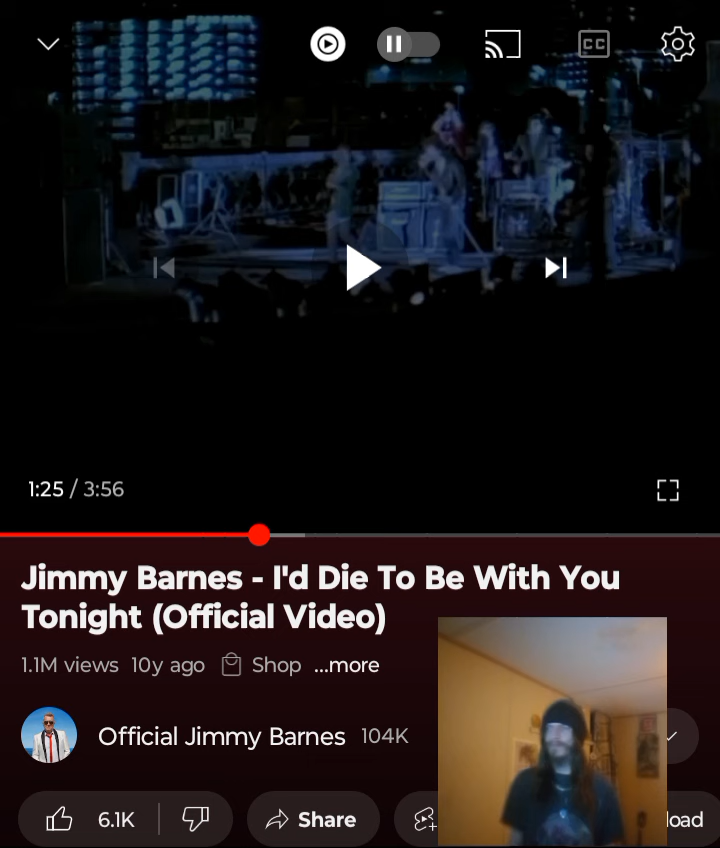 CC
1:25 / 3:56
Jimmy Barnes - I'd Die To Be With You
Tonight (Official Video)
1.1M views 10y ago Shop ...more
Official Jimmy Barnes 104K
6.1K Share load